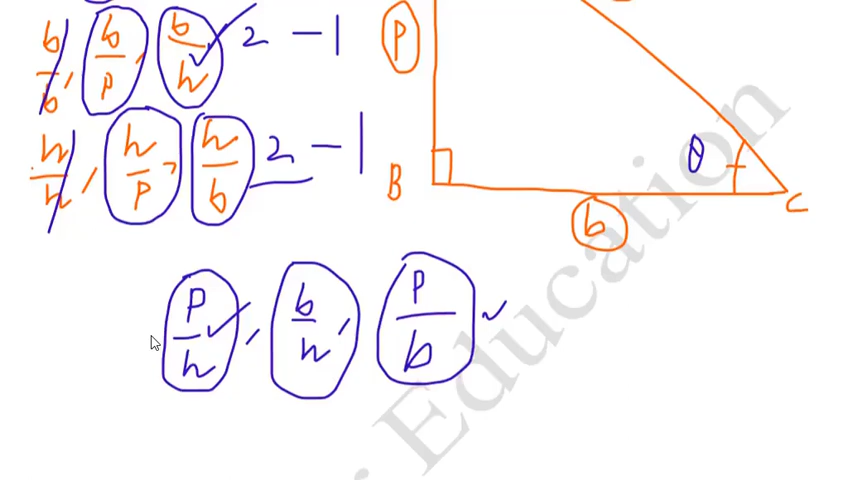 b/b, b/p, b/h 2 - 1
P
h/h, h/p, h/b 2 - 1
θ
B
C
b
P/h, b/h, P/b
i Education